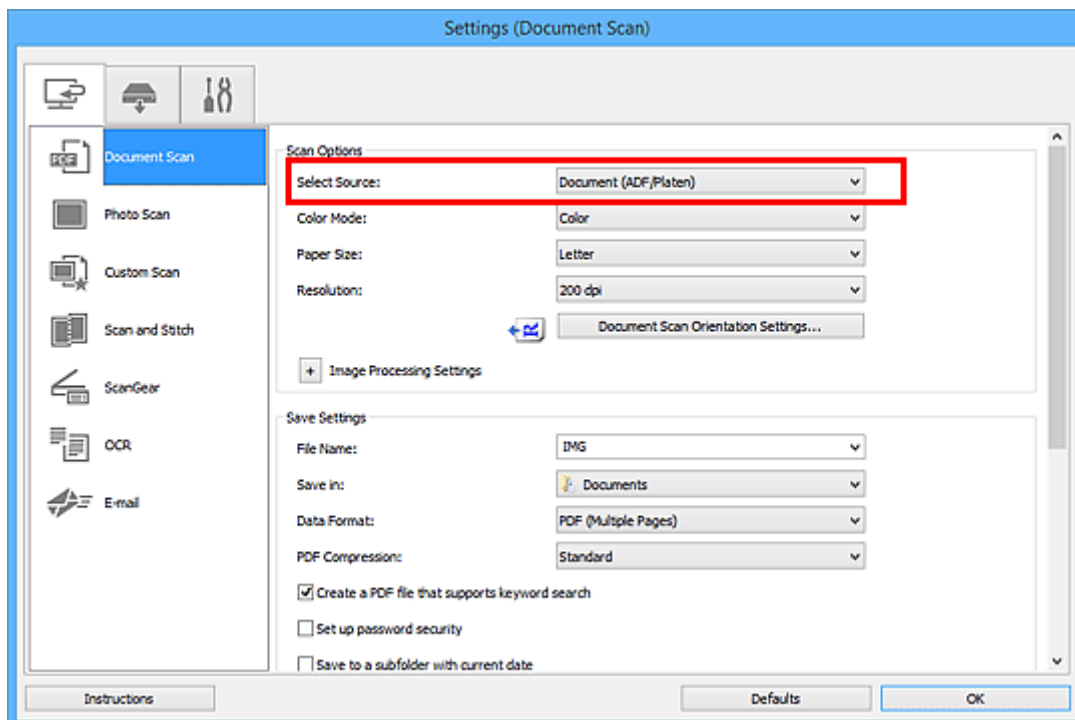 Settings (Document Scan)
PDF
Document Scan
Photo Scan
Custom Scan
Scan and Stitch
ScanGear
OCR
E-mail
Scan Options
Select Source: Document (ADF/Platen)
Color Mode: Color
Paper Size: Letter
Resolution: 200 dpi
R Document Scan Orientation Settings...
+ Image Processing Settings
Save Settings
File Name: IMG
Save in: Documents
Data Format: PDF (Multiple Pages)
PDF Compression: Standard
Create a PDF file that supports keyword search
Set up password security
Save to a subfolder with current date
Instructions Defaults OK